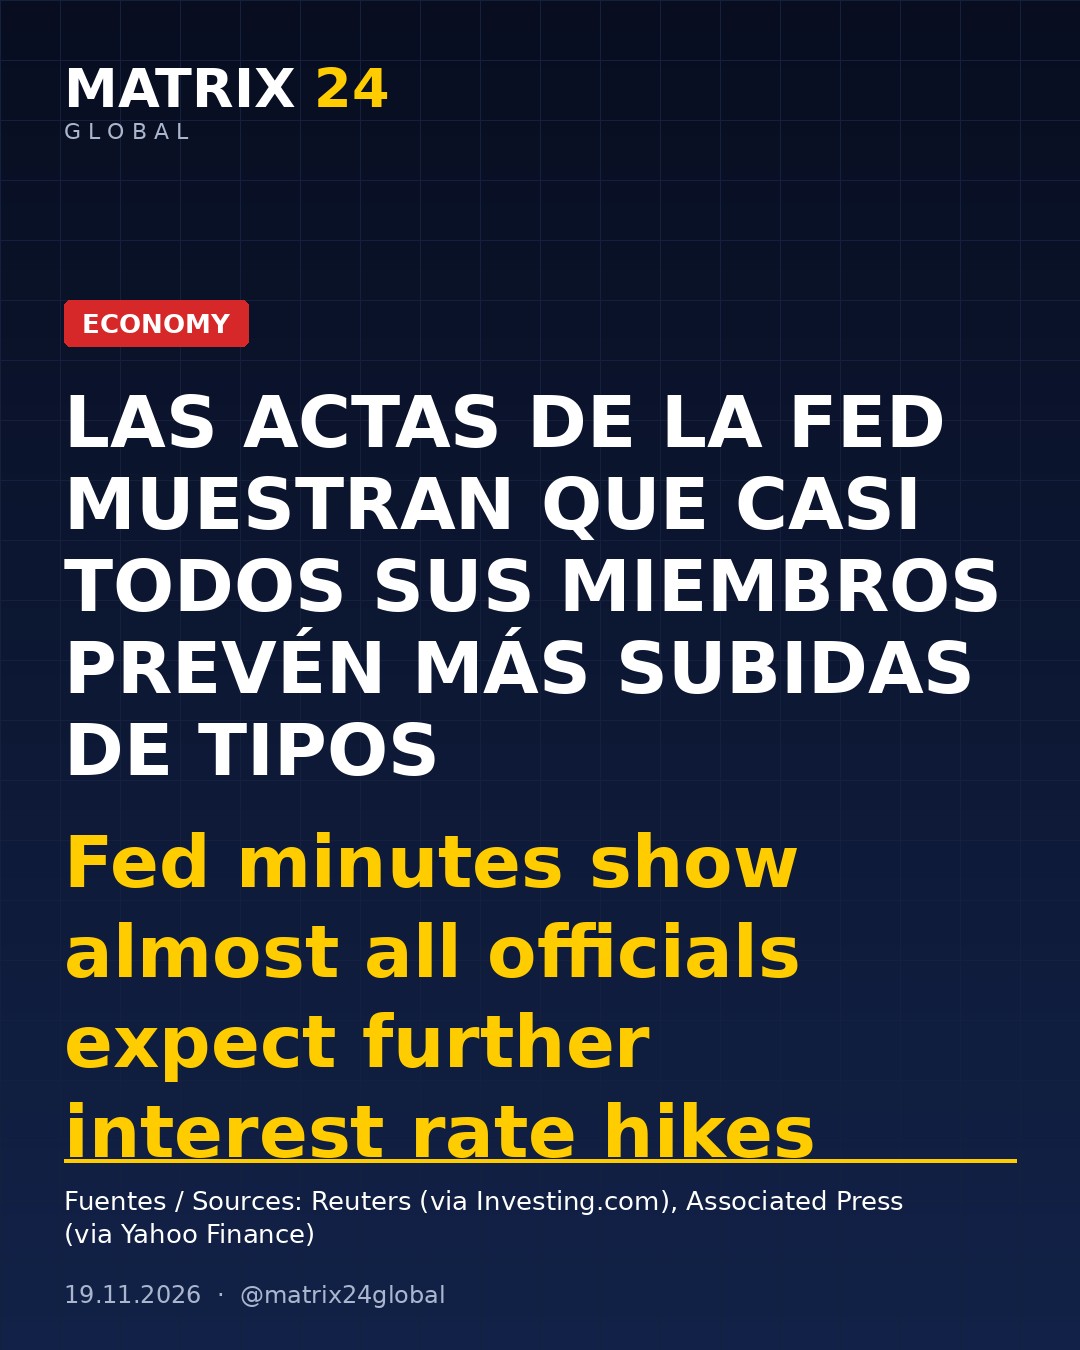 MATRIX 24
GLOBAL
ECONOMY
LAS ACTAS DE LA FED
MUESTRAN QUE CASI
TODOS SUS MIEMBROS
PREVÉN MÁS SUBIDAS
DE TIPOS
Fed minutes show
almost all officials
expect further
interest rate hikes
Fuentes / Sources: Reuters (via Investing.com), Associated Press
(via Yahoo Finance)
19.11.2026 · @matrix24global